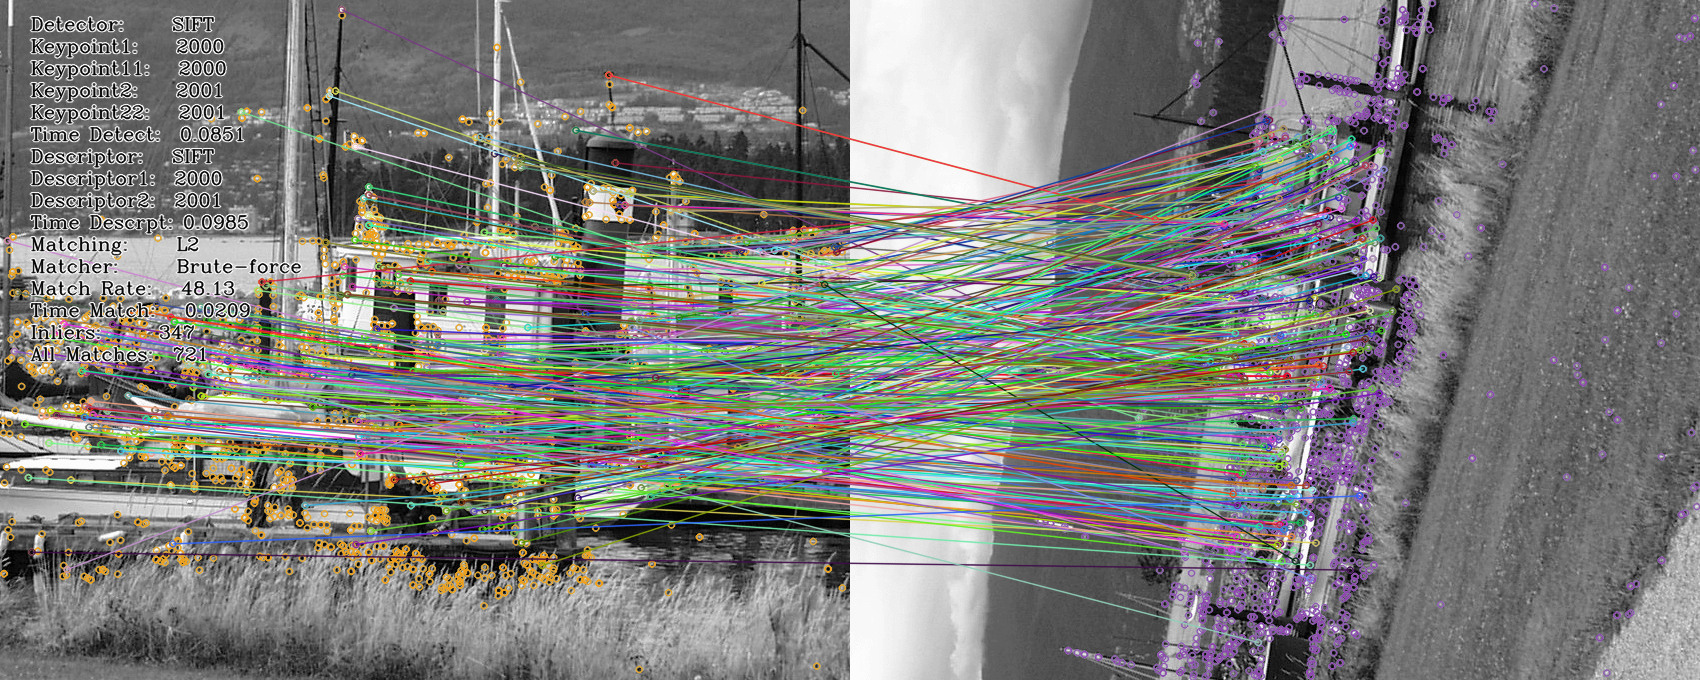 Detector: SIFT
Keypoint1: 2000
Keypoint11: 2000
Keypoint2: 2001
Keypoint22: 2001
Time Detect: 0.0851
Descriptor: SIFT
Descriptor1: 2000
Descriptor2: 2001
Time Descrpt: 0.0985
Matching: L2
Matcher: Brute-force
Match Rate: 48.13
Time Match: 0.0209
Inliers: 347
All Matches: 721